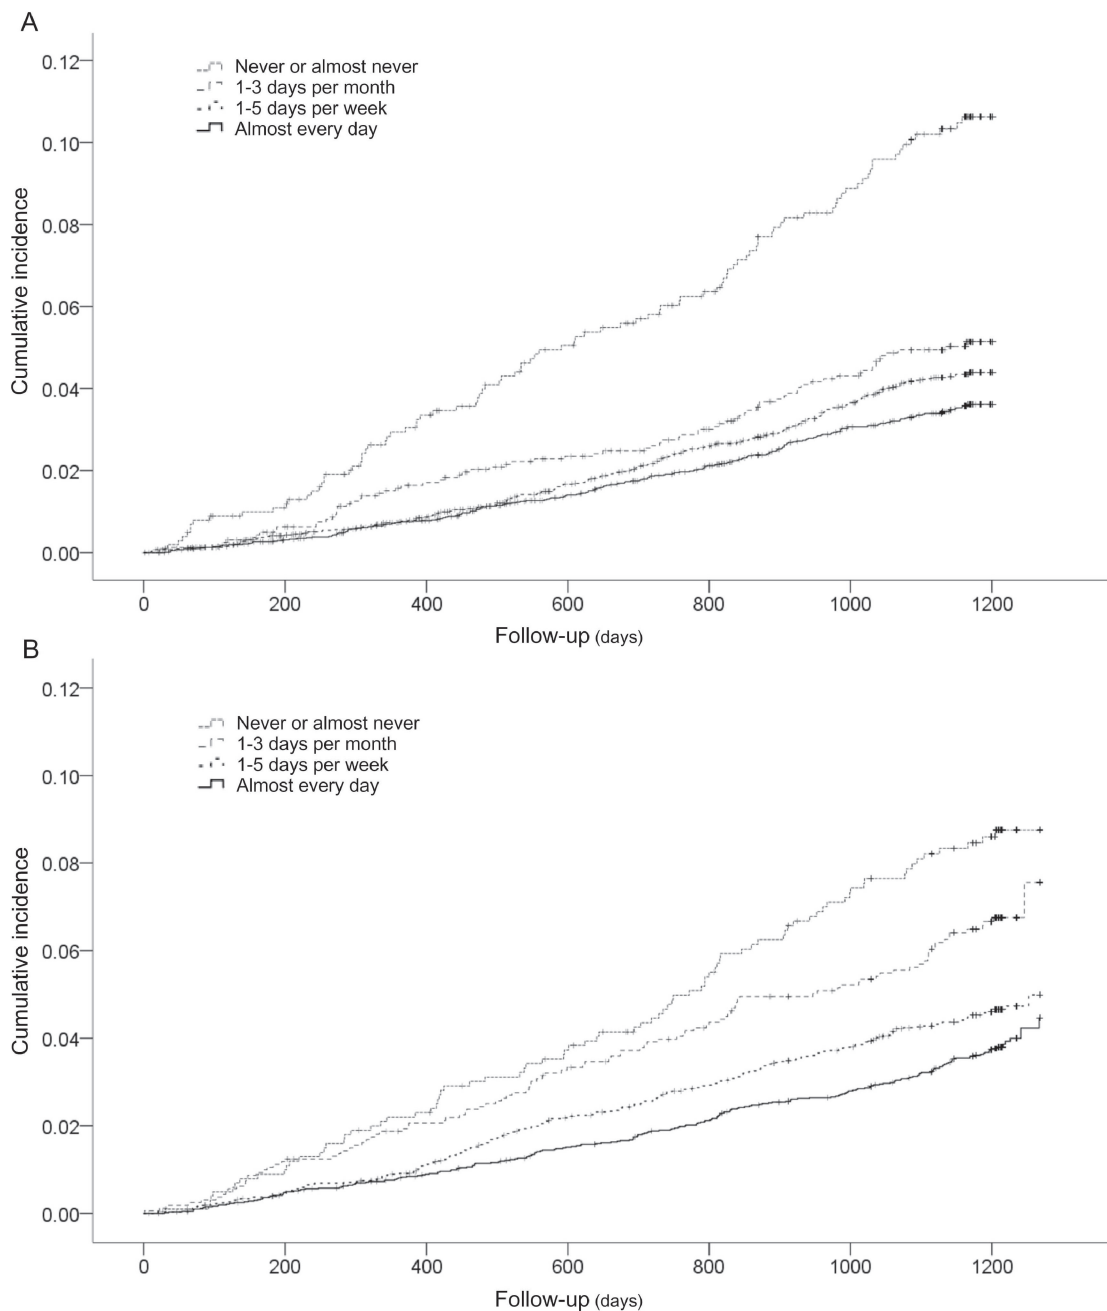 A
0.12
Never or almost never
1-3 days per month
1-5 days per week
Almost every day
0.10
0.08
0.06
0.04
0.02
0.00
Cumulative incidence
0 200 400 600 800 1000 1200
Follow-up (days)
B
0.12
Never or almost never
1-3 days per month
1-5 days per week
Almost every day
0.10
0.08
0.06
0.04
0.02
0.00
Cumulative incidence
0 200 400 600 800 1000 1200
Follow-up (days)